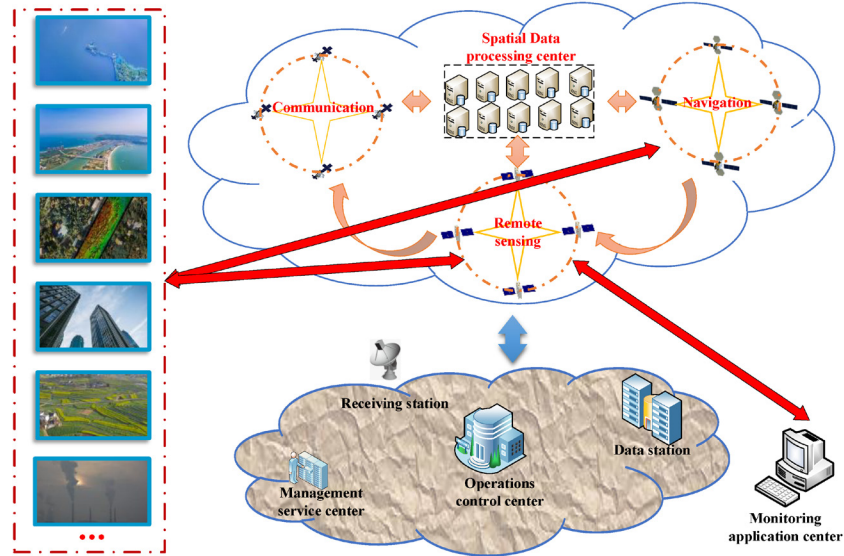 Spatial Data
processing center
Communication
Navigation
Remote
sensing
Receiving station
Data station
Operations
control center
Management
service center
Monitoring
application center